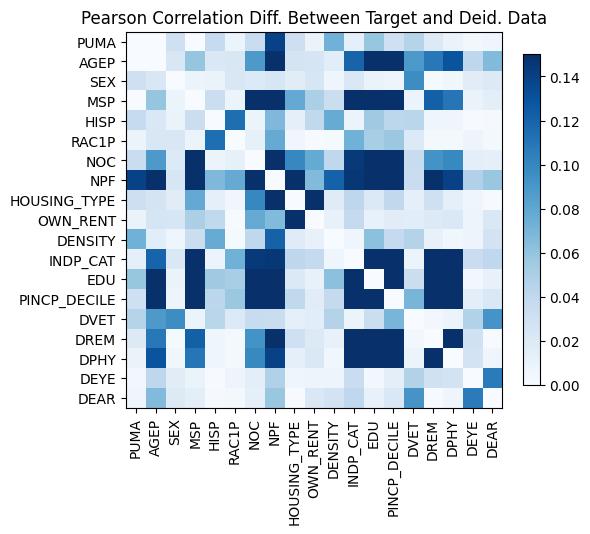 Pearson Correlation Diff. Between Target and Deid. Data
PUMA
AGEP
SEX
MSP
HISP
RAC1P
NOC
NPF
HOUSING_TYPE
OWN_RENT
DENSITY
INDP_CAT
EDU
PINCP_DECILE
DVET
DREM
DPHY
DEYE
DEAR
PUMA
AGEP
SEX
MSP
HISP
RAC1P
NOC
NPF
HOUSING_TYPE
OWN_RENT
DENSITY
INDP_CAT
EDU
PINCP_DECILE
DVET
DREM
DPHY
DEYE
DEAR
0.14
0.12
0.10
0.08
0.06
0.04
0.02
0.00